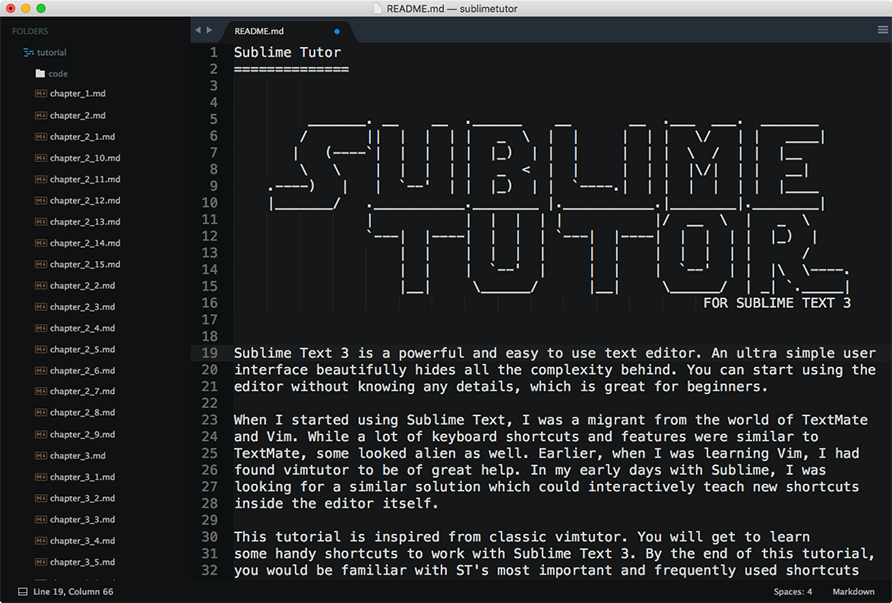 README.md — sublimetutor
FOLDERS
tutorial
code
chapter_1.md
chapter_2.md
chapter_2_1.md
chapter_2_10.md
chapter_2_11.md
chapter_2_12.md
chapter_2_13.md
chapter_2_14.md
chapter_2_15.md
chapter_2_2.md
chapter_2_3.md
chapter_2_4.md
chapter_2_5.md
chapter_2_6.md
chapter_2_7.md
chapter_2_8.md
chapter_2_9.md
chapter_3.md
chapter_3_1.md
chapter_3_2.md
chapter_3_3.md
chapter_3_4.md
chapter_3_5.md
README.md
1 Sublime Tutor
2 ==============
3
4
5
6
7
8
9
10
11
12
13
14
15
SUBLIME
TUTOR
16 FOR SUBLIME TEXT 3
17
18
19 Sublime Text 3 is a powerful and easy to use text editor. An ultra simple user
20 interface beautifully hides all the complexity behind. You can start using the
21 editor without knowing any details, which is great for beginners.
22
23 When I started using Sublime Text, I was a migrant from the world of TextMate
24 and Vim. While a lot of keyboard shortcuts and features were similar to
25 TextMate, some looked alien as well. Earlier, when I was learning Vim, I had
26 found vimtutor to be of great help. In my early days with Sublime, I was
27 looking for a similar solution which could interactively teach new shortcuts
28 inside the editor itself.
29
30 This tutorial is inspired from classic vimtutor. You will get to learn
31 some handy shortcuts to work with Sublime Text 3. By the end of this tutorial,
32 you would be familiar with ST's most important and frequently used shortcuts
Line 19, Column 66
Spaces: 4
Markdown